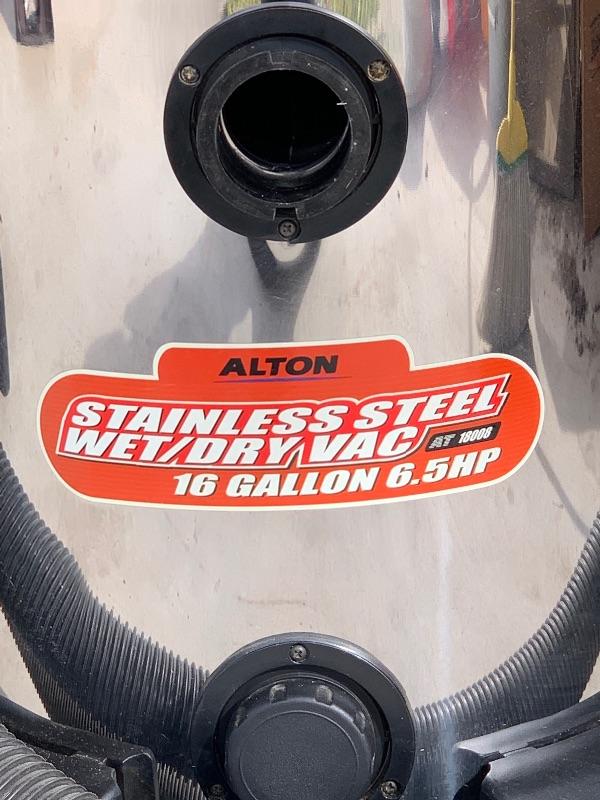 ALTON
STAINLESS STEEL
WET/DRY VAC AT 18008
16 GALLON 6.5HP